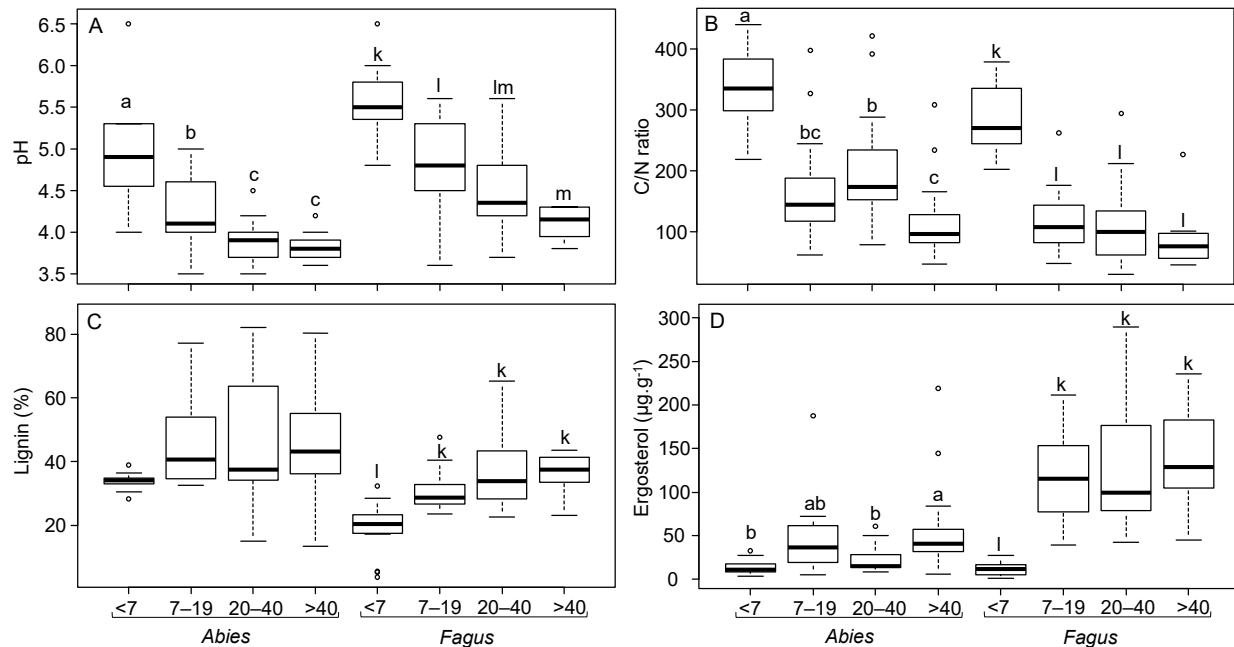 A
pH
6.5
6.0
5.5
5.0
4.5
4.0
3.5
a
b
c
c
k
l
lm
m
B
C/N ratio
400
300
200
100
a
bc
b
c
k
l
l
l
C
Lignin (%)
80
60
40
20
l
k
k
k
<7 7–19 20–40 >40 <7 7–19 20–40 >40
Abies Fagus
D
Ergosterol (µg.g⁻¹)
300
250
200
150
100
50
0
b
ab
b
a
l
k
k
k
<7 7–19 20–40 >40 <7 7–19 20–40 >40
Abies Fagus